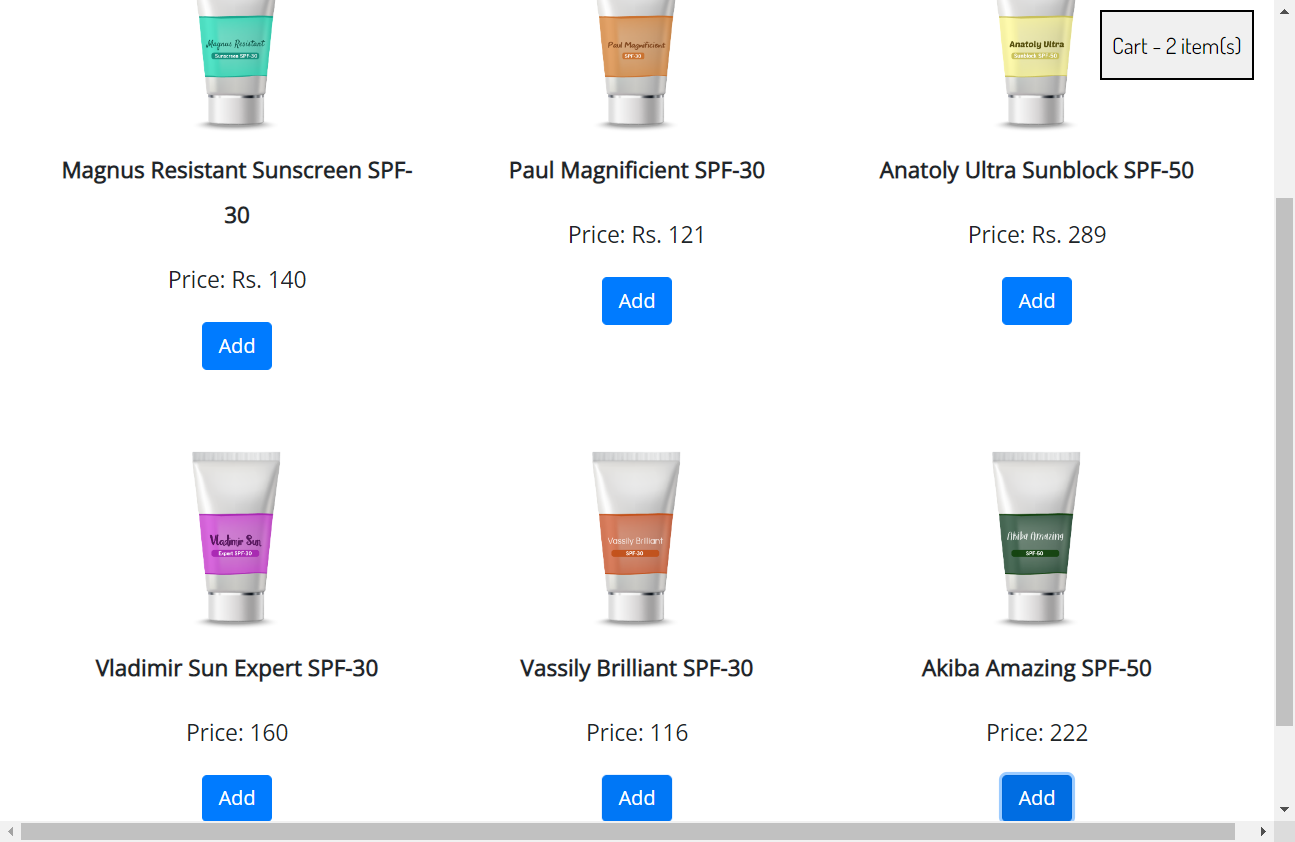 Magnus Resistant
Sunscreen SPF-30
Paul Magnificient
SPF-30
Anatoly Ultra
Sunblock SPF-50
Cart - 2 item(s)
Magnus Resistant Sunscreen SPF-
30
Price: Rs. 140
Add
Paul Magnificient SPF-30
Price: Rs. 121
Add
Anatoly Ultra Sunblock SPF-50
Price: Rs. 289
Add
Vladimir Sun
Expert SPF-30
Vassily Brilliant
SPF-30
Akiba Amazing
SPF-50
Vladimir Sun Expert SPF-30
Price: 160
Add
Vassily Brilliant SPF-30
Price: 116
Add
Akiba Amazing SPF-50
Price: 222
Add